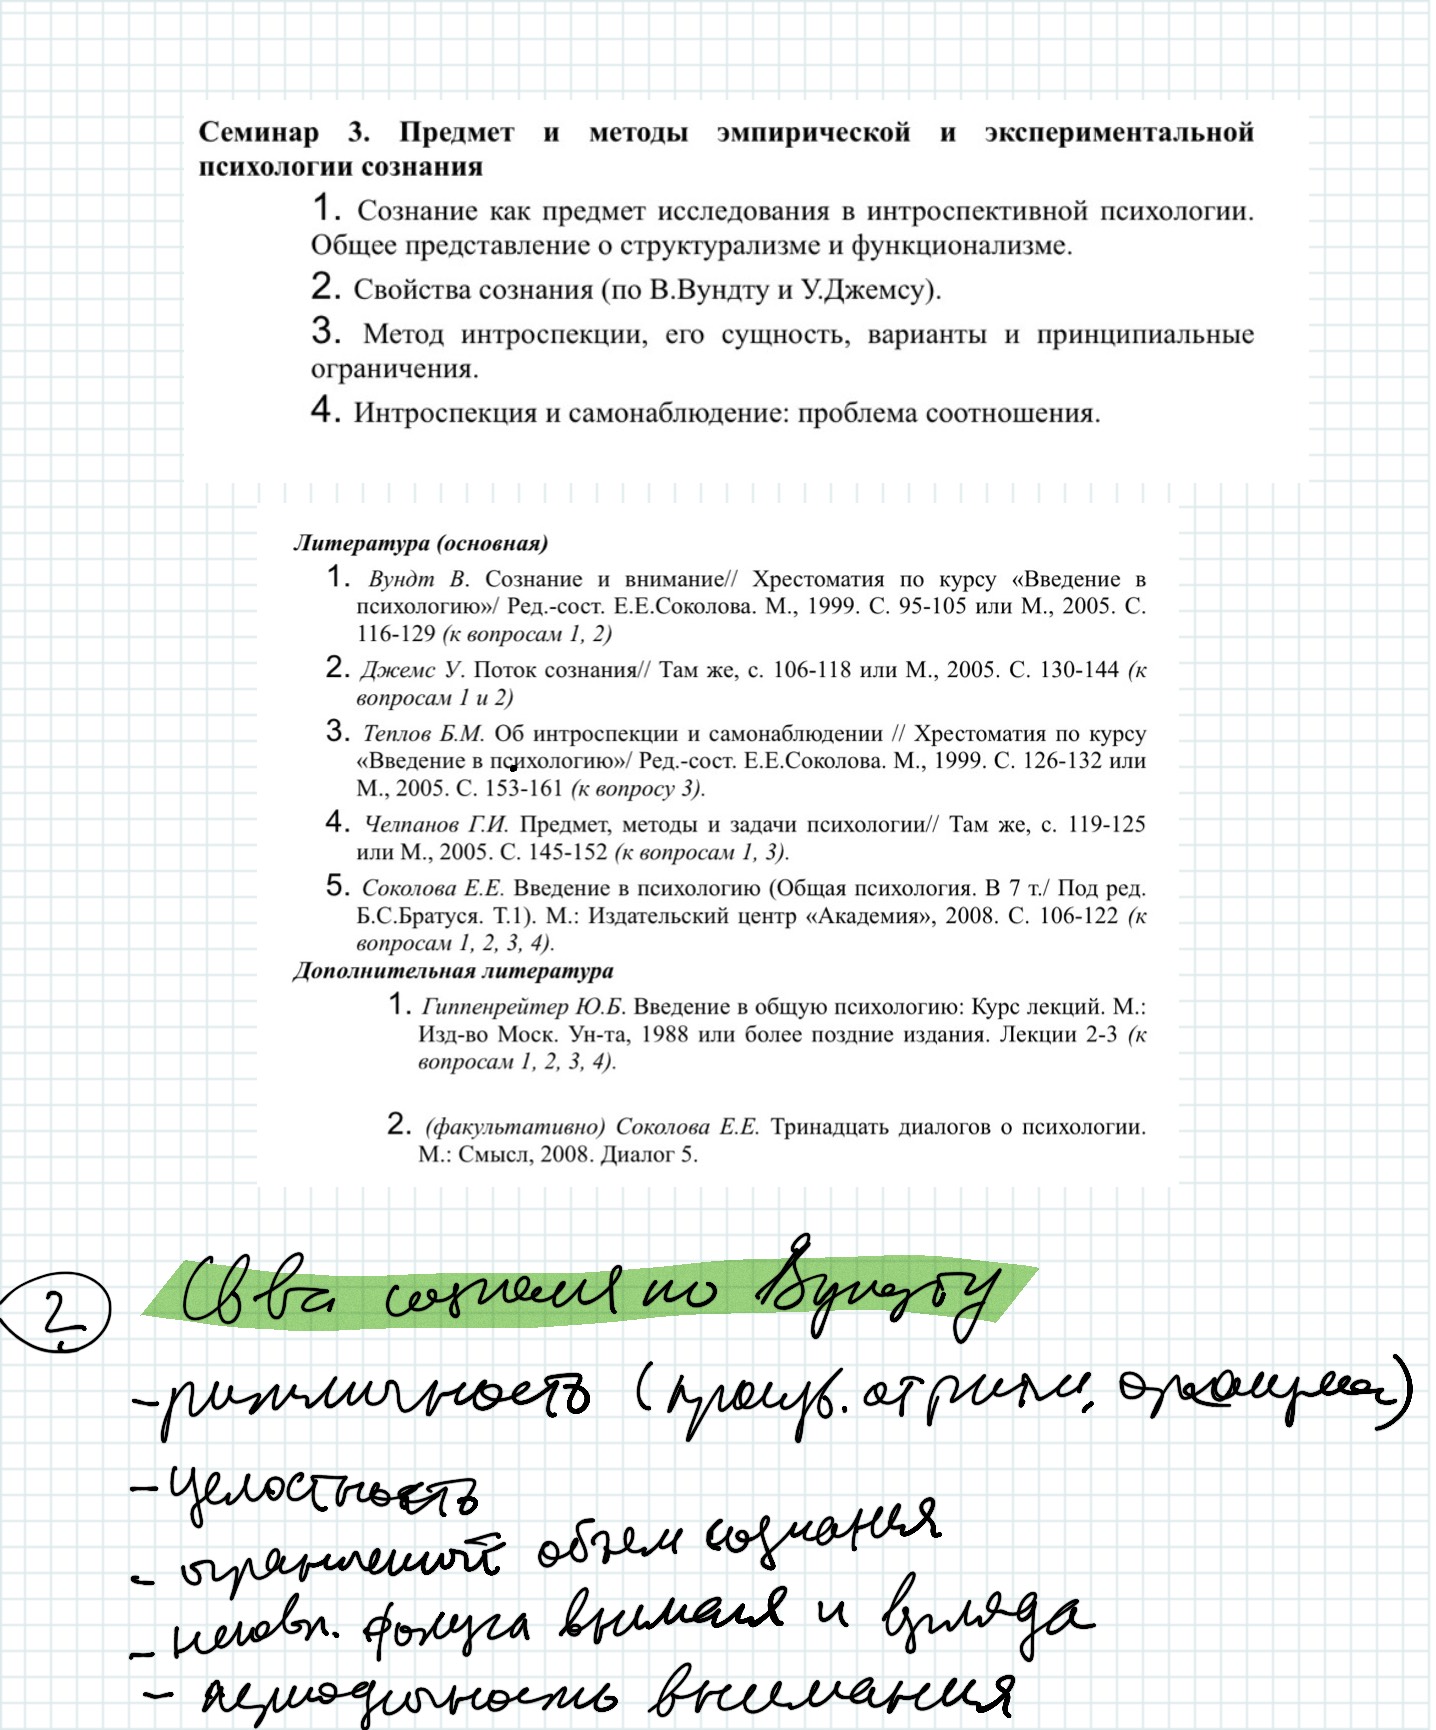 Семинар 3. Предмет и методы эмпирической и экспериментальной
психологии сознания
1. Сознание как предмет исследования в интроспективной психологии.
Общее представление о структурализме и функционализме.
2. Свойства сознания (по В.Вундту и У.Джемсу).
3. Метод интроспекции, его сущность, варианты и принципиальные
ограничения.
4. Интроспекция и самонаблюдение: проблема соотношения.
Литература (основная)
1. Вундт В. Сознание и внимание// Хрестоматия по курсу «Введение в
психологию»/ Ред.-сост. Е.Е.Соколова. М., 1999. С. 95-105 или М., 2005. С.
116-129 (к вопросам 1, 2)
2. Джемс У. Поток сознания// Там же, с. 106-118 или М., 2005. С. 130-144 (к
вопросам 1 и 2)
3. Теплов Б.М. Об интроспекции и самонаблюдении // Хрестоматия по курсу
«Введение в психологию»/ Ред.-сост. Е.Е.Соколова. М., 1999. С. 126-132 или
М., 2005. С. 153-161 (к вопросу 3).
4. Челпанов Г.И. Предмет, методы и задачи психологии// Там же, с. 119-125
или М., 2005. С. 145-152 (к вопросам 1, 3).
5. Соколова Е.Е. Введение в психологию (Общая психология. В 7 т./ Под ред.
Б.С.Братуся. Т.1). М.: Издательский центр «Академия», 2008. С. 106-122 (к
вопросам 1, 2, 3, 4).
Дополнительная литература
1. Гиппенрейтер Ю.Б. Введение в общую психологию: Курс лекций. М.:
Изд-во Моск. Ун-та, 1988 или более поздние издания. Лекции 2-3 (к
вопросам 1, 2, 3, 4).
2. (факультативно) Соколова Е.Е. Тринадцать диалогов о психологии.
М.: Смысл, 2008. Диалог 5.
2. Св-ва сознания по Вундту
- ритмичность
- целостность
- ограниченный объем сознания
- несовп. фокуса внимания и взгляда
- периодичность внимания